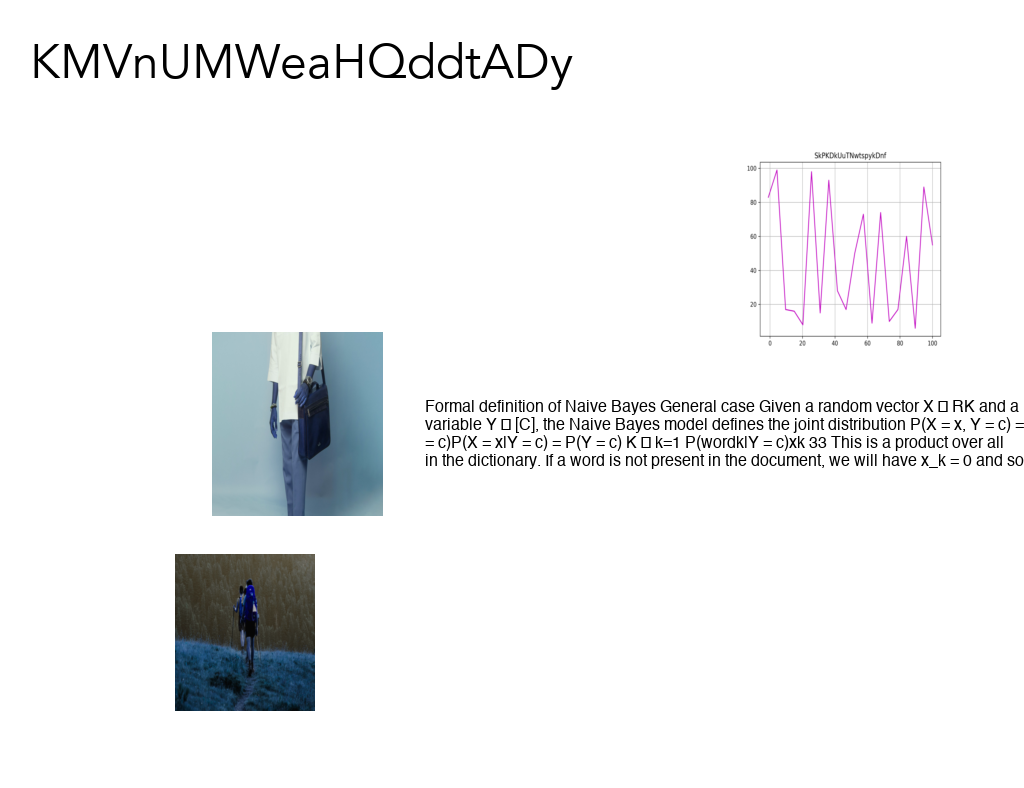 KMVnUMWeaHQddtADy
SkPKDkUuTNwtspykDnf
100
80
60
40
20
0 20 40 60 80 100
Formal definition of Naive Bayes General case Given a random vector X □ RK and a
variable Y □ [C], the Naive Bayes model defines the joint distribution P(X = x, Y = c) =
= c)P(X = x|Y = c) = P(Y = c) K □ k=1 P(wordk|Y = c)xk 33 This is a product over all
in the dictionary. If a word is not present in the document, we will have x_k = 0 and so